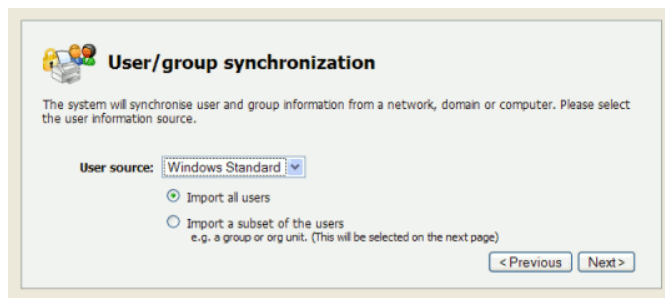 User/group synchronization
The system will synchronise user and group information from a network, domain or computer. Please select
the user information source.
User source: Windows Standard
Import all users
Import a subset of the users
e.g. a group or org unit. (This will be selected on the next page)
< Previous Next >